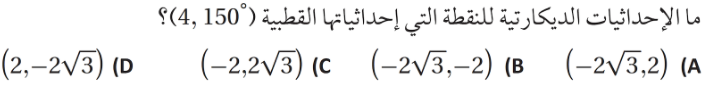 ما الإحداثيات الديكارتية للنقطة التي إحداثياتها القطبية (4, 150°)؟
(A (−2√3,2) (B (−2√3,−2) (C (−2,2√3) (D (2,−2√3)